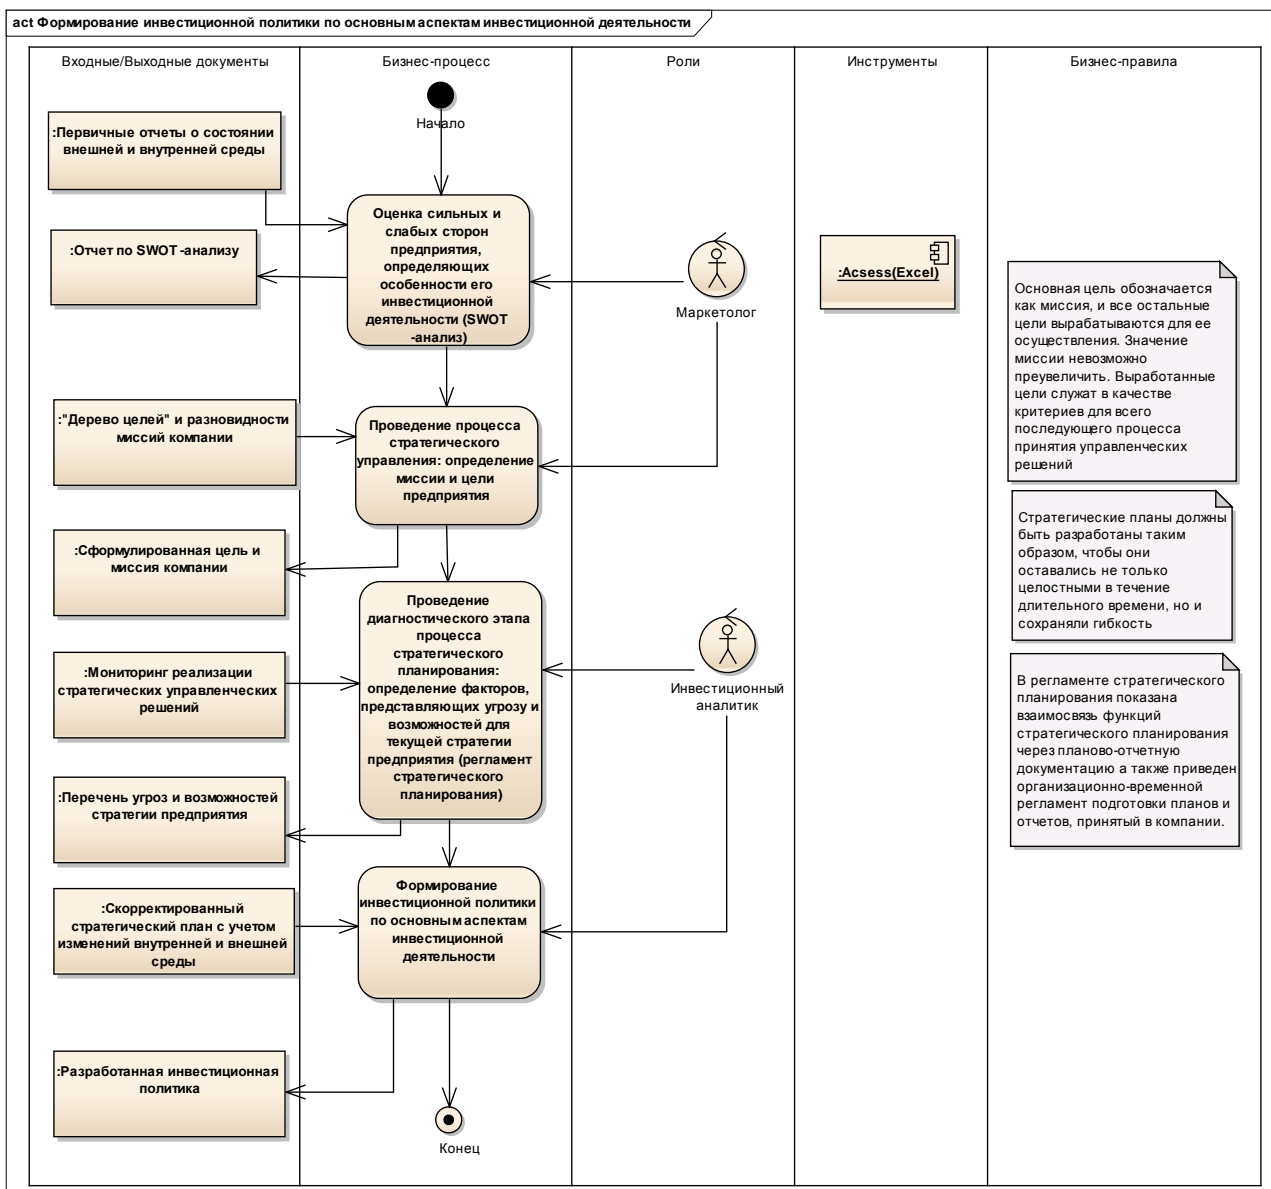 act Формирование инвестиционной политики по основным аспектам инвестиционной деятельности
Входные/Выходные документы
Бизнес-процесс
Роли
Инструменты
Бизнес-правила
Начало
:Первичные отчеты о состоянии
внешней и внутренней среды
Оценка сильных и
слабых сторон
предприятия,
определяющих
особенности его
инвестиционной
деятельности (SWOT
-анализ)
:Отчет по SWOT -анализу
Маркетолог
:Acsess(Excel)
Основная цель обозначается
как миссия, и все остальные
цели вырабатываются для ее
осуществления. Значение
миссии невозможно
преувеличить. Выработанные
цели служат в качестве
критериев для всего
последующего процесса
принятия управленческих
решений
:"Дерево целей" и разновидности
миссий компании
Проведение процесса
стратегического
управления: определение
миссии и цели
предприятия
:Сформулированная цель и
миссия компании
Стратегические планы должны
быть разработаны таким
образом, чтобы они
оставались не только
целостными в течение
длительного времени, но и
сохраняли гибкость
Проведение
диагностического этапа
процесса
стратегического
планирования:
определение факторов,
представляющих угрозу и
возможностей для
текущей стратегии
предприятия (регламент
стратегического
планирования)
:Мониторинг реализации
стратегических управленческих
решений
Инвестиционный
аналитик
В регламенте стратегического
планирования показана
взаимосвязь функций
стратегического планирования
через планово-отчетную
документацию а также приведен
организационно-временной
регламент подготовки планов и
отчетов, принятый в компании.
:Перечень угроз и возможностей
стратегии предприятия
Формирование
инвестиционной политики
по основным аспектам
инвестиционной
деятельности
:Скорректированный
стратегический план с учетом
изменений внутренней и внешней
среды
:Разработанная инвестиционная
политика
Конец